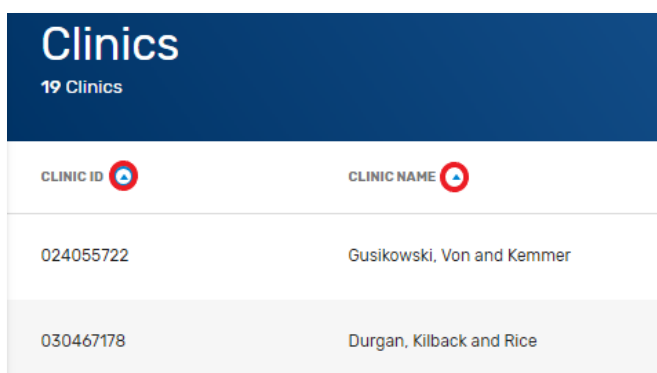 Clinics
19 Clinics
CLINIC ID CLINIC NAME
024055722 Gusikowski, Von and Kemmer
030467178 Durgan, Kilback and Rice